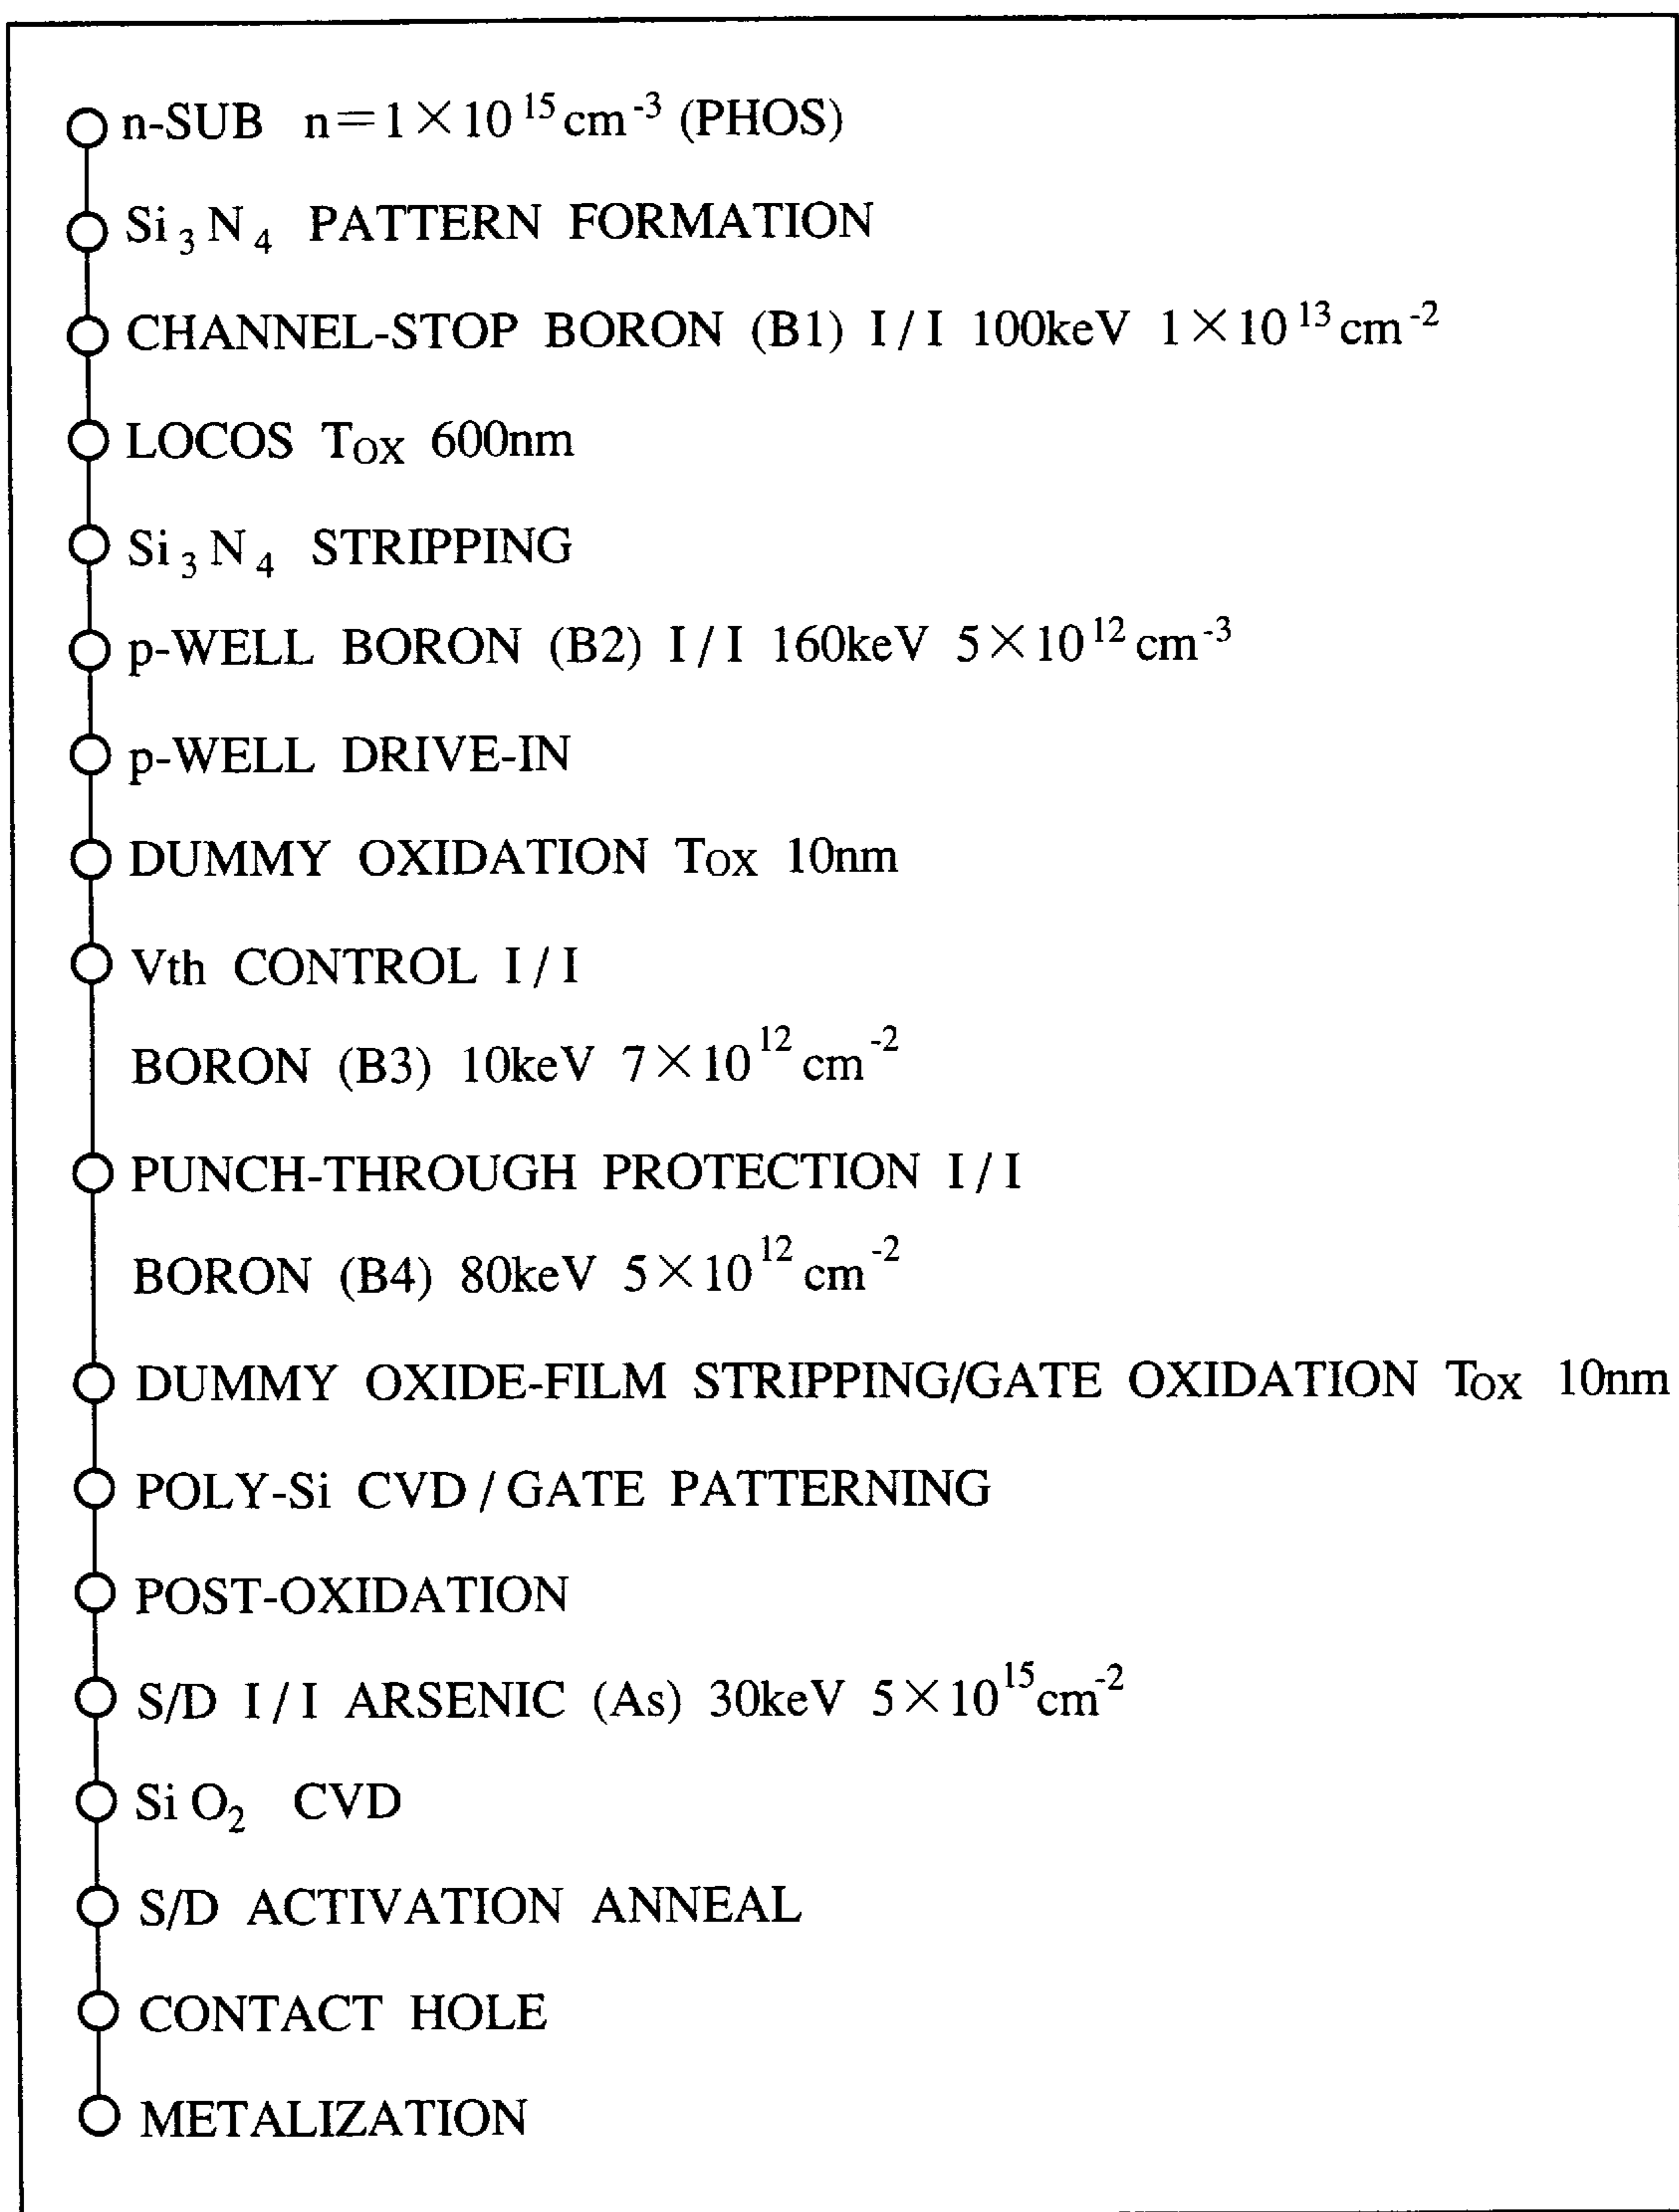 n-SUB n=1×10¹⁵cm⁻³ (PHOS)
Si₃N₄ PATTERN FORMATION
CHANNEL-STOP BORON (B1) I/I 100keV 1×10¹³cm⁻²
LOCOS Tox 600nm
Si₃N₄ STRIPPING
p-WELL BORON (B2) I/I 160keV 5×10¹²cm⁻³
p-WELL DRIVE-IN
DUMMY OXIDATION Tox 10nm
Vth CONTROL I/I
BORON (B3) 10keV 7×10¹²cm⁻²
PUNCH-THROUGH PROTECTION I/I
BORON (B4) 80keV 5×10¹²cm⁻²
DUMMY OXIDE-FILM STRIPPING/GATE OXIDATION Tox 10nm
POLY-Si CVD/GATE PATTERNING
POST-OXIDATION
S/D I/I ARSENIC (As) 30keV 5×10¹⁵cm⁻²
SiO₂ CVD
S/D ACTIVATION ANNEAL
CONTACT HOLE
METALIZATION